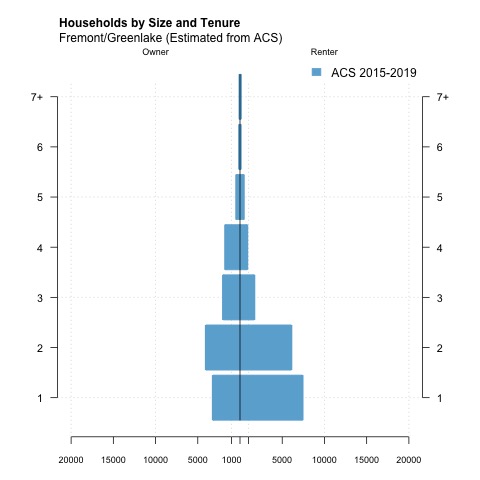 Households by Size and Tenure
Fremont/Greenlake (Estimated from ACS)
Owner Renter
ACS 2015-2019
7+ 7+
6 6
5 5
4 4
3 3
2 2
1 1
20000 15000 10000 5000 1000 5000 10000 15000 20000